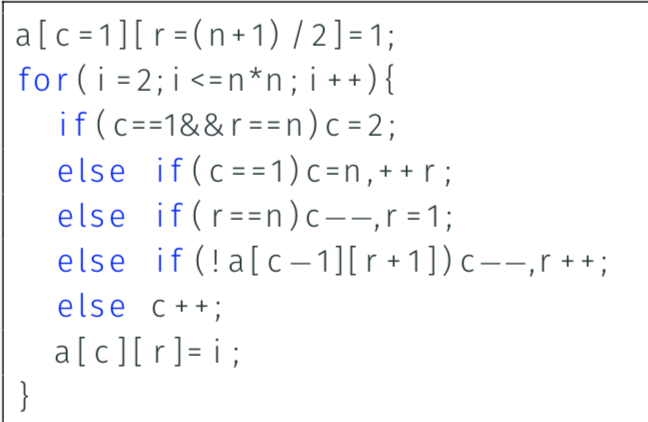 a[c=1][r=(n+1)/2]=1;
for(i=2;i<=n*n;i++){
if(c==1&&r==n)c=2;
else if(c==1)c=n,++r;
else if(r==n)c--,r=1;
else if(!a[c-1][r+1])c--,r++;
else c++;
a[c][r]=i;
}